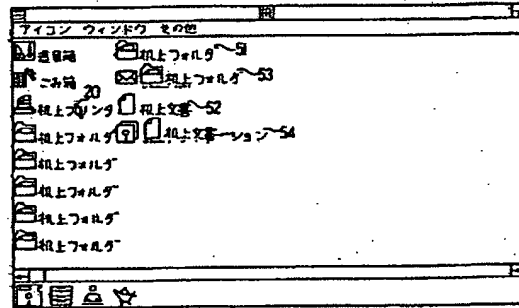 アイコン ウィンドウ その他
机上フォルダ 51
ごみ箱 机上フォルダ 53
20
机上プリンタ 机上文書 52
机上フォルダ 机上文書ーション 54
机上フォルダ
机上フォルダ
机上フォルダ
机上フォルダ